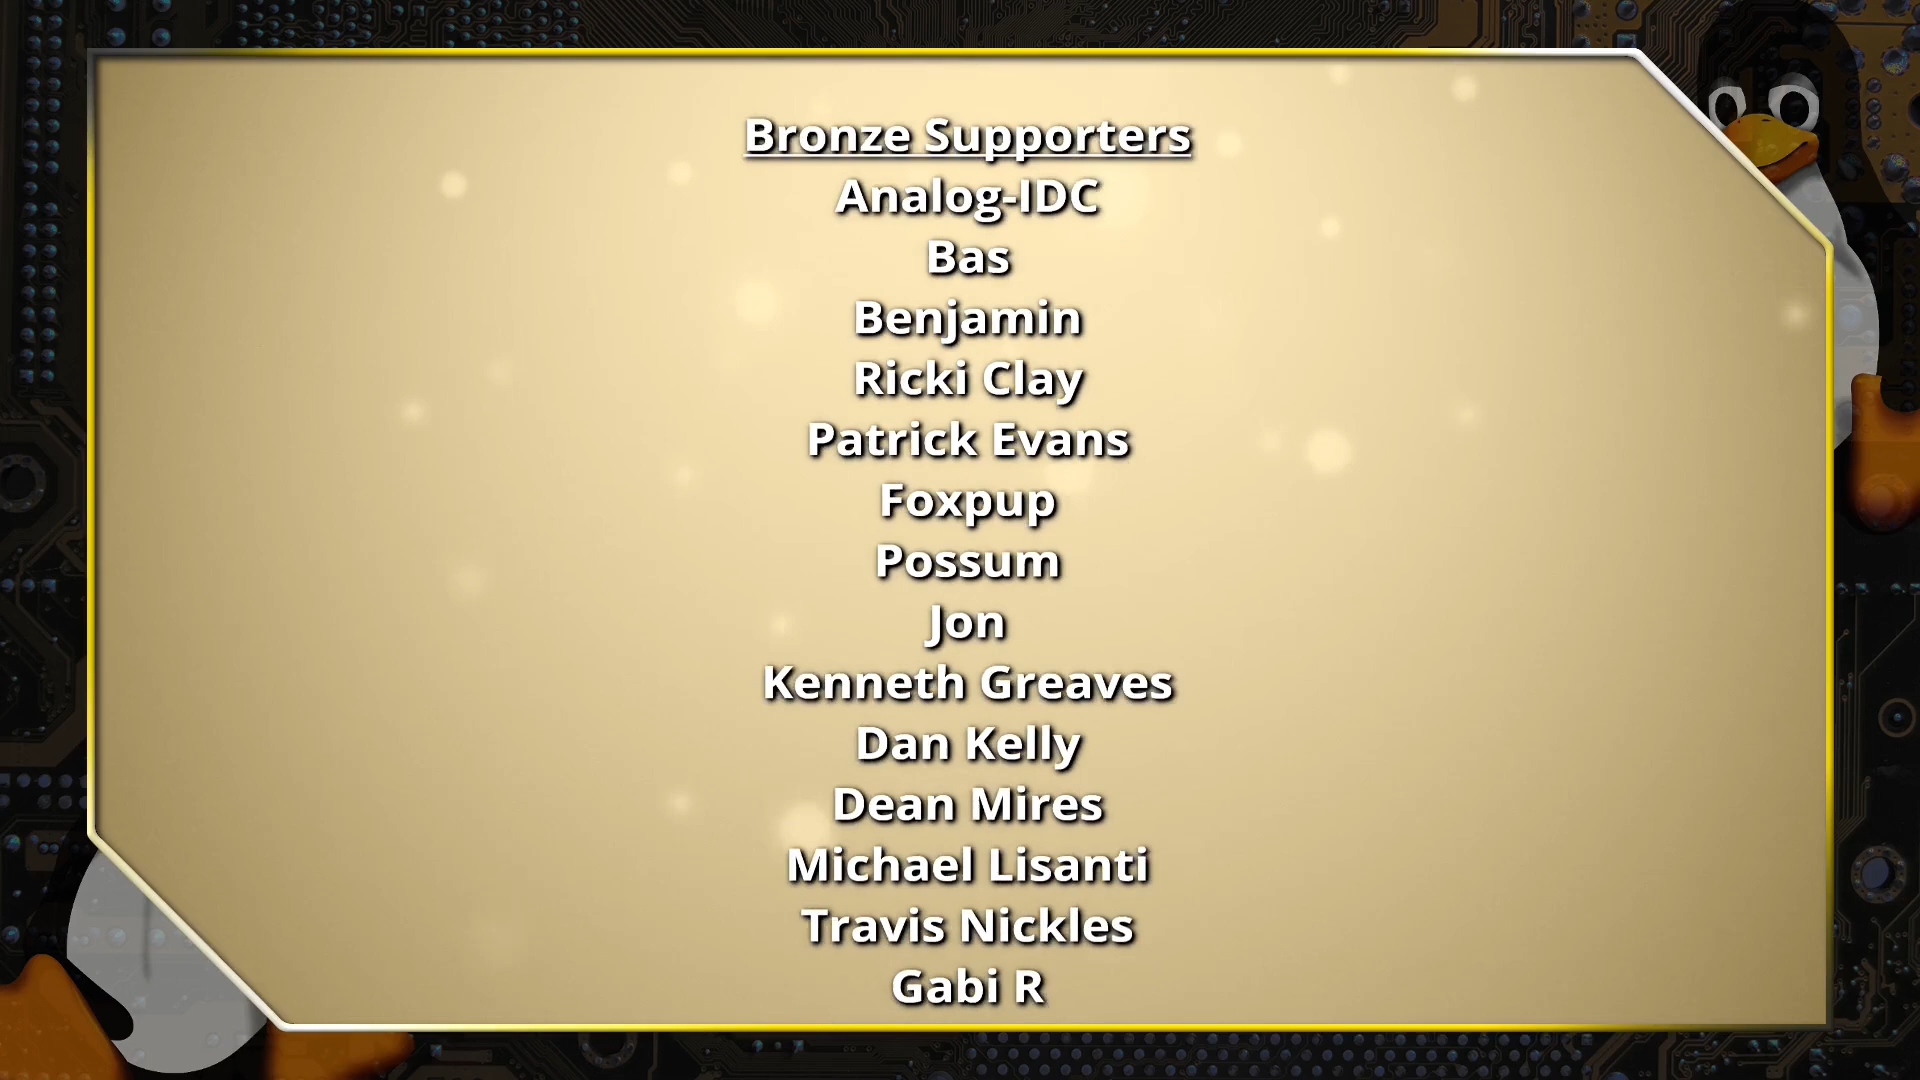 Bronze Supporters
Analog-IDC
Bas
Benjamin
Ricki Clay
Patrick Evans
Foxpup
Possum
Jon
Kenneth Greaves
Dan Kelly
Dean Mires
Michael Lisanti
Travis Nickles
Gabi R